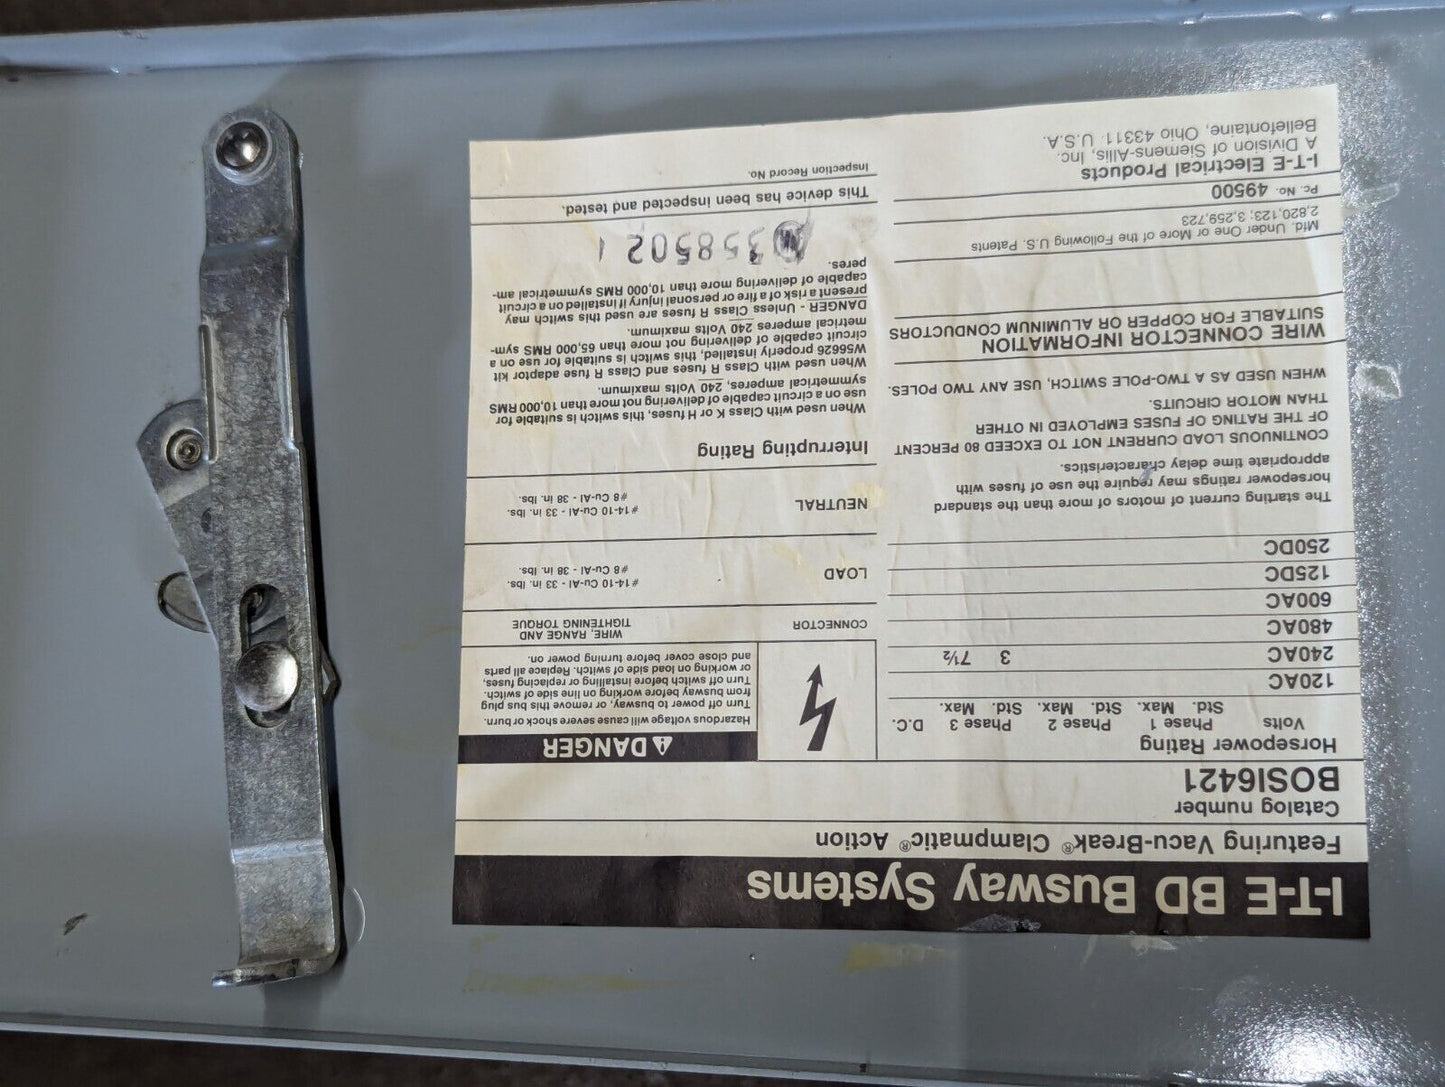 I-T-E BD Busway Systems
Featuring Vacu-Break® Clampmatic® Action
Catalog number
BOSI6421
Horsepower Rating
Volts Phase 1 Phase 2 Phase 3 D.C.
Std. Max. Std. Max. Std. Max.
120AC
240AC 3 7½
480AC
600AC
125DC
250DC
The starting current of motors of more than the standard
horsepower ratings may require the use of fuses with
appropriate time delay characteristics.
CONTINUOUS LOAD CURRENT NOT TO EXCEED 80 PERCENT
OF THE RATING OF FUSES EMPLOYED IN OTHER
THAN MOTOR CIRCUITS.
WHEN USED AS A TWO-POLE SWITCH, USE ANY TWO POLES.
WIRE CONNECTOR INFORMATION
SUITABLE FOR COPPER OR ALUMINUM CONDUCTORS
Mfd. Under One or More of the Following U.S. Patents
2,820,123; 3,259,723
Pc. No. 49500
I-T-E Electrical Products
A Division of Siemens-Allis, Inc.
Bellefontaine, Ohio 43311 U.S.A.
DANGER
Hazardous voltage will cause severe shock or burn.
Turn off power to busway, or remove this bus plug
from busway before working on line side of switch.
Turn off switch before installing or replacing fuses,
or working on load side of switch. Replace all parts
and close cover before turning power on.
CONNECTOR WIRE, RANGE AND
TIGHTENING TORQUE
LOAD #14-10 Cu-Al - 33 in. lbs.
#8 Cu-Al - 38 in. lbs.
NEUTRAL #14-10 Cu-Al - 33 in. lbs.
#8 Cu-Al - 38 in. lbs.
Interrupting Rating
When used with Class K or H fuses, this switch is suitable for
use on a circuit capable of delivering not more than 10,000 RMS
symmetrical amperes, 240 Volts maximum.
When used with Class R fuses and Class R fuse adaptor kit
W56626 properly installed, this switch is suitable for use on a
circuit capable of delivering not more than 65,000 RMS sym-
metrical amperes 240 Volts maximum.
DANGER - Unless Class R fuses are used this switch may
present a risk of a fire or personal injury if installed on a circuit
capable of delivering more than 10,000 RMS symmetrical am-
peres.
358502 1
This device has been inspected and tested.
Inspection Record No.